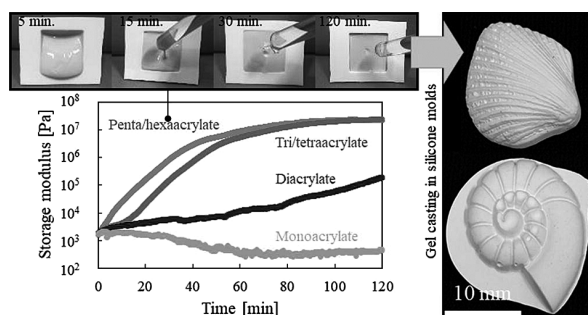 5 min.
15 min.
30 min.
120 min.
10⁸
10⁷
10⁶
10⁵
10⁴
10³
10²
Storage modulus [Pa]
Penta/hexaacrylate
Tri/tetraacrylate
Diacrylate
Monoacrylate
0 20 40 60 80 100 120
Time [min]
Gel casting in silicone molds
10 mm